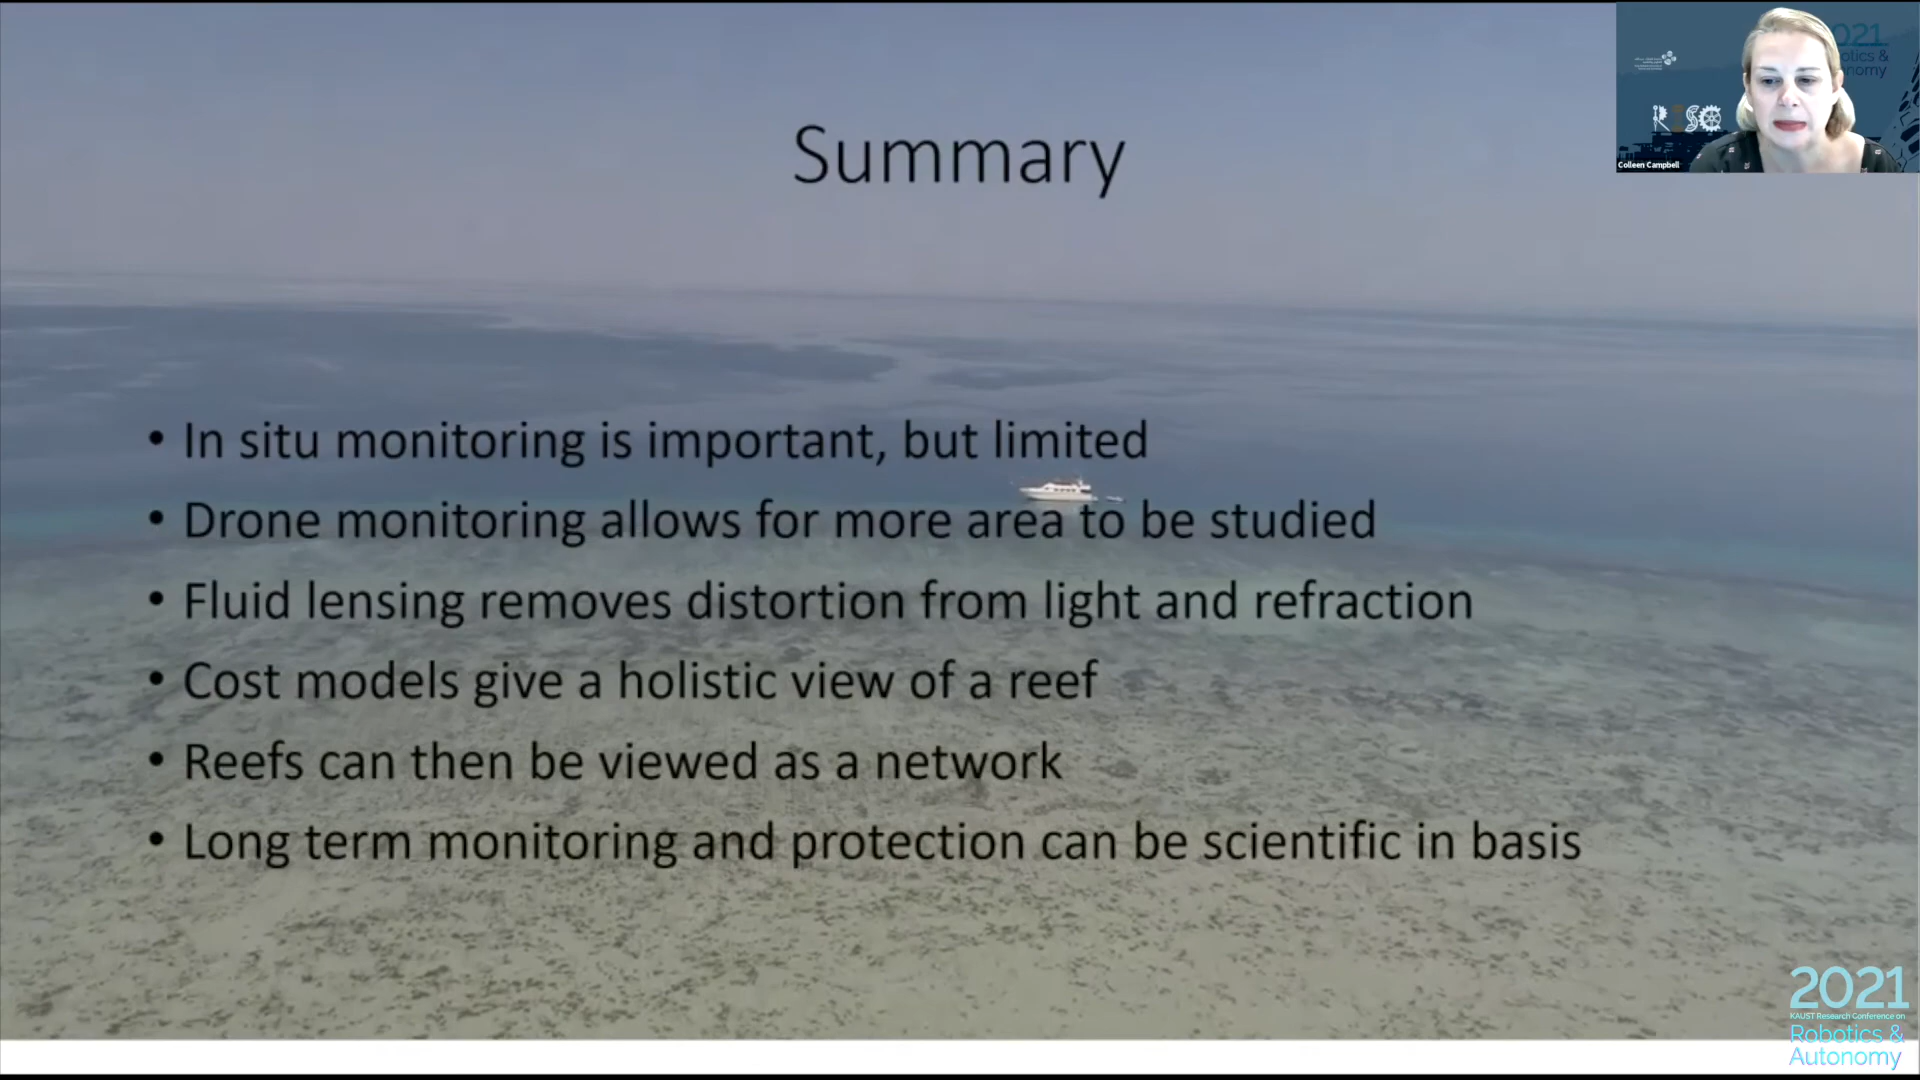 Summary
• In situ monitoring is important, but limited
• Drone monitoring allows for more area to be studied
• Fluid lensing removes distortion from light and refraction
• Cost models give a holistic view of a reef
• Reefs can then be viewed as a network
• Long term monitoring and protection can be scientific in basis
021
otics &
nomy
Colleen Campbell
2021
KAUST Research Conference on
Robotics &
Autonomy